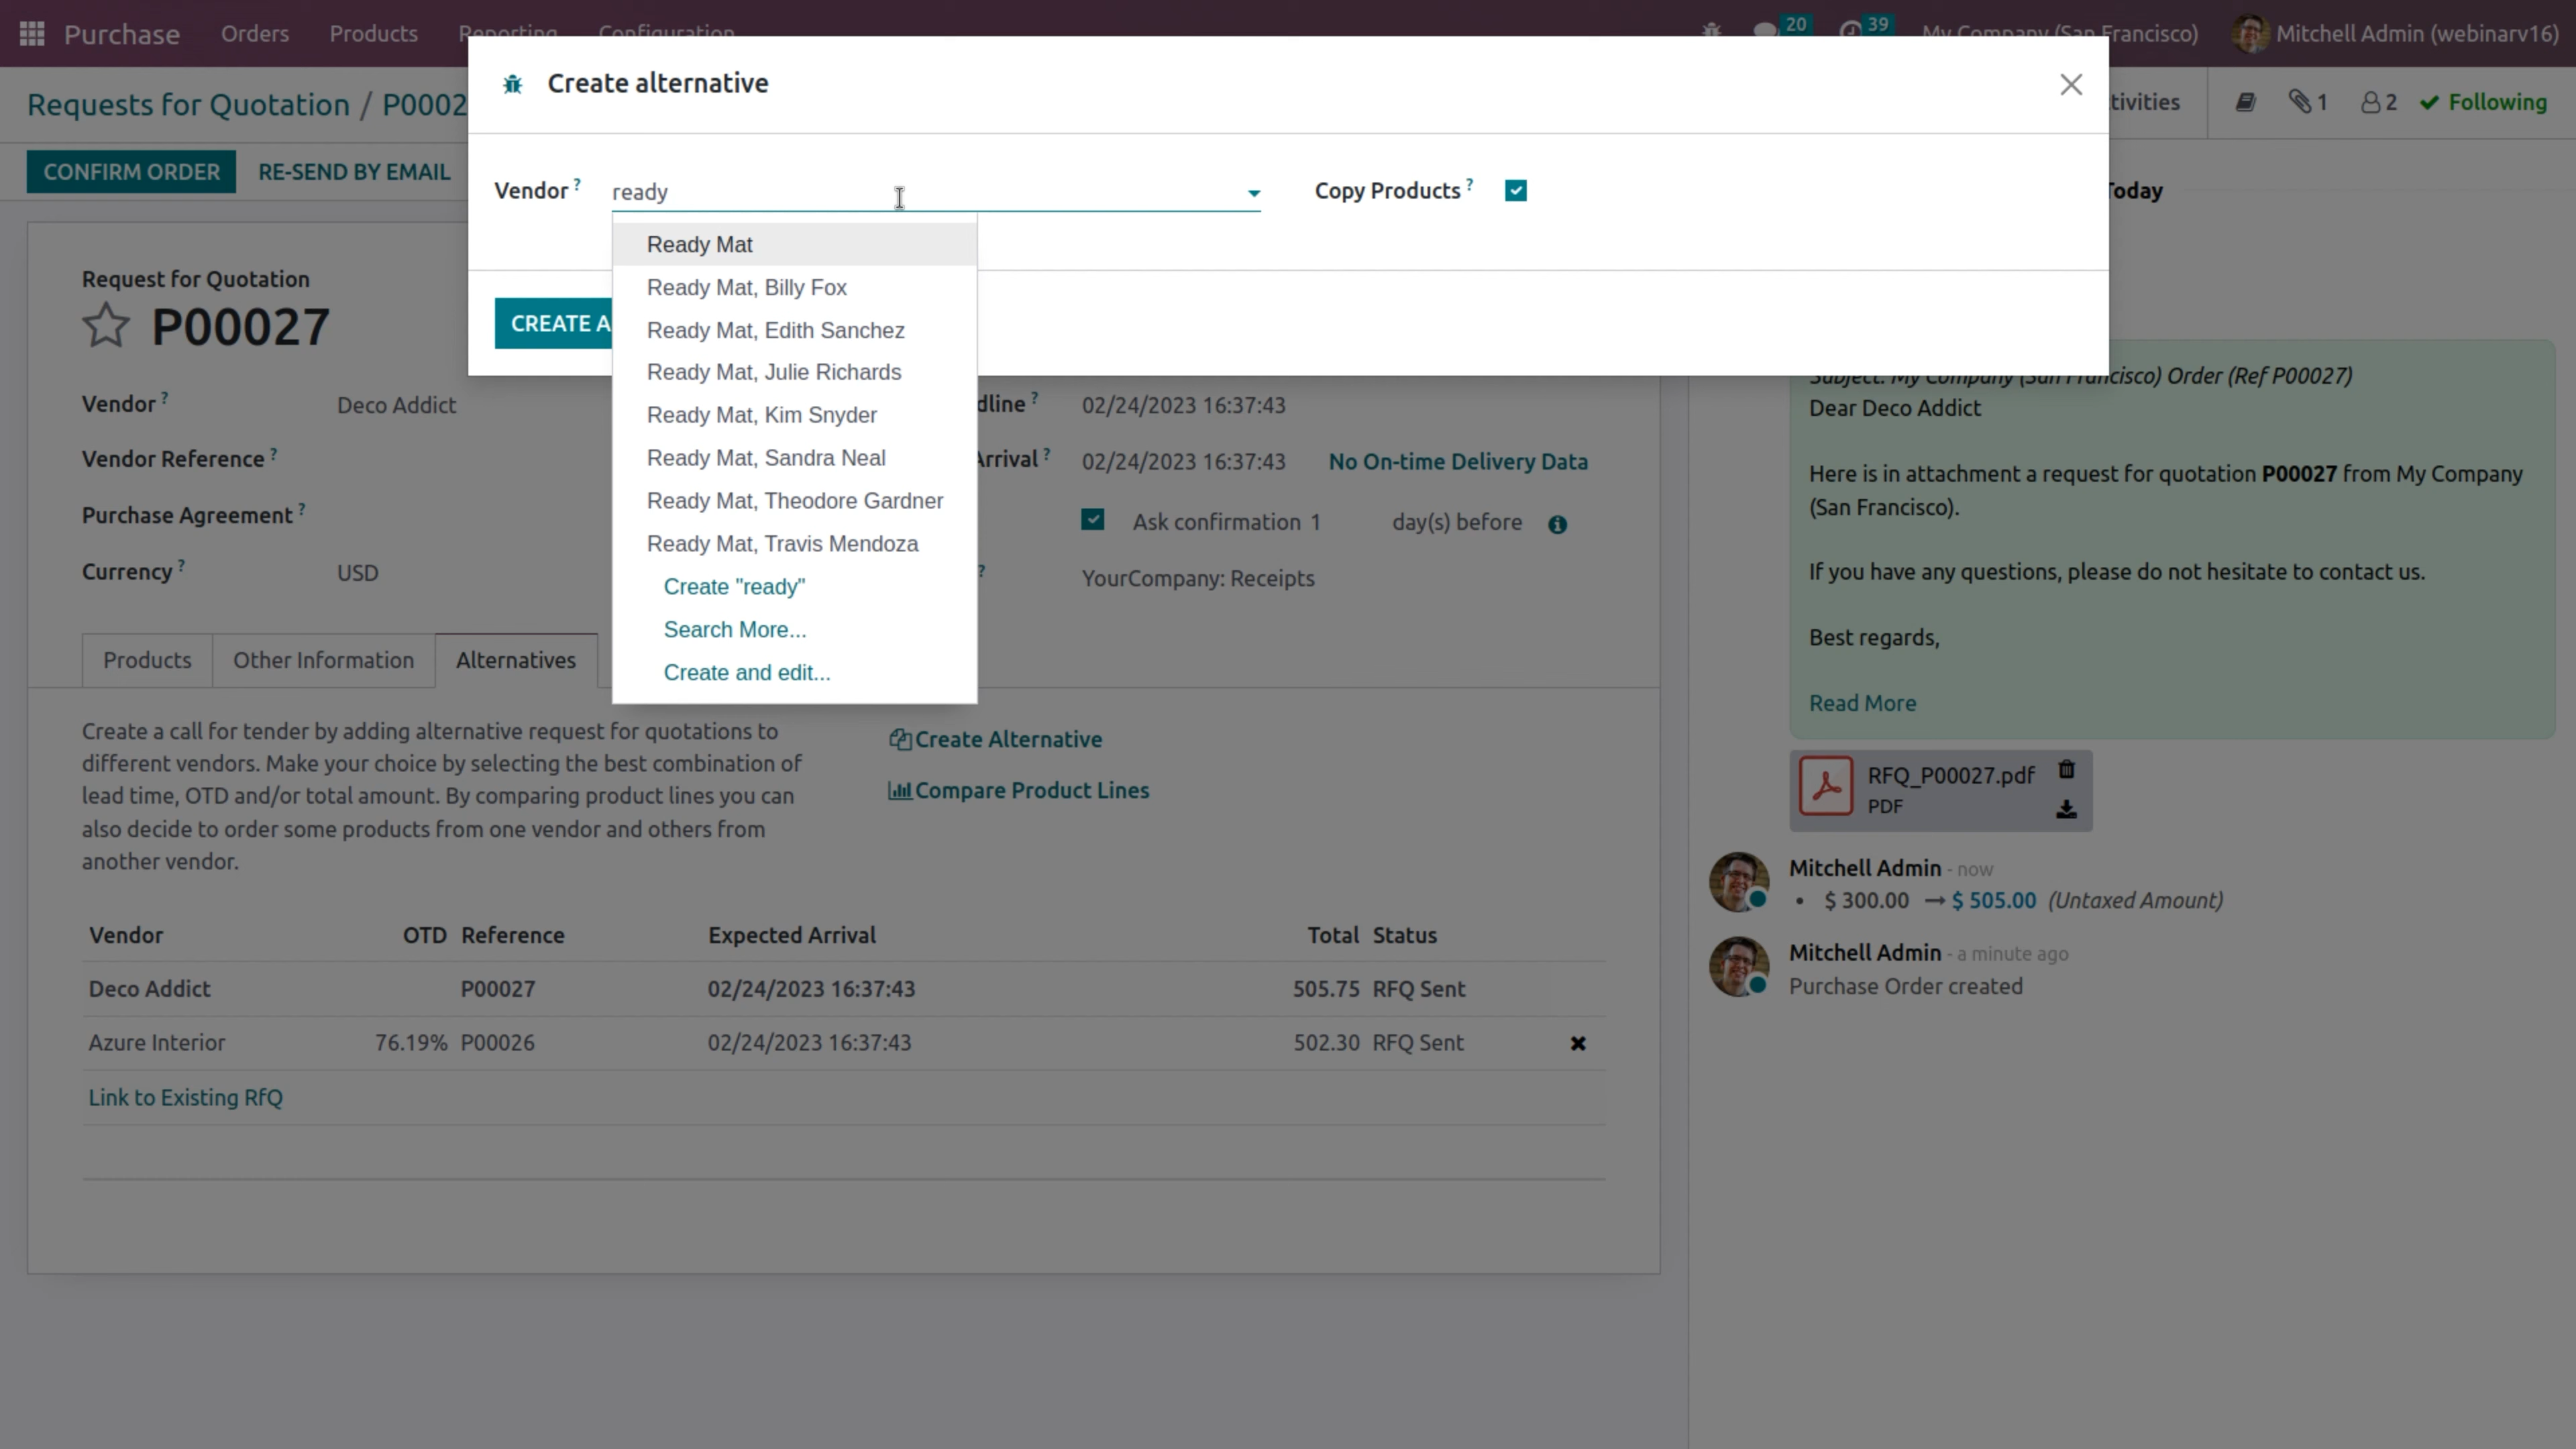 Purchase Orders Products Reporting Configuration 20 39 My Company (San Francisco) Mitchell Admin (webinarv16)
Requests for Quotation / P0002
tivities 1 2 Following
CONFIRM ORDER RE-SEND BY EMAIL
Create alternative
Vendor ? ready
Copy Products ?
Ready Mat
Ready Mat, Billy Fox
Ready Mat, Edith Sanchez
Ready Mat, Julie Richards
Ready Mat, Kim Snyder
Ready Mat, Sandra Neal
Ready Mat, Theodore Gardner
Ready Mat, Travis Mendoza
Create "ready"
Search More...
Create and edit...
CREATE A
Request for Quotation
P00027
Vendor ? Deco Addict
Vendor Reference ?
Purchase Agreement ?
Currency ? USD
dline ? 02/24/2023 16:37:43
Arrival ? 02/24/2023 16:37:43 No On-time Delivery Data
Ask confirmation 1 day(s) before
? YourCompany: Receipts
Products Other Information Alternatives
Create a call for tender by adding alternative request for quotations to
different vendors. Make your choice by selecting the best combination of
lead time, OTD and/or total amount. By comparing product lines you can
also decide to order some products from one vendor and others from
another vendor.
Create Alternative
Compare Product Lines
Vendor OTD Reference Expected Arrival Total Status
Deco Addict P00027 02/24/2023 16:37:43 505.75 RFQ Sent
Azure Interior 76.19% P00026 02/24/2023 16:37:43 502.30 RFQ Sent
Link to Existing RfQ
Today
Subject: My Company (San Francisco) Order (Ref P00027)
Dear Deco Addict
Here is in attachment a request for quotation P00027 from My Company
(San Francisco).
If you have any questions, please do not hesitate to contact us.
Best regards,
Read More
RFQ_P00027.pdf
PDF
Mitchell Admin - now
• $ 300.00 → $ 505.00 (Untaxed Amount)
Mitchell Admin - a minute ago
Purchase Order created